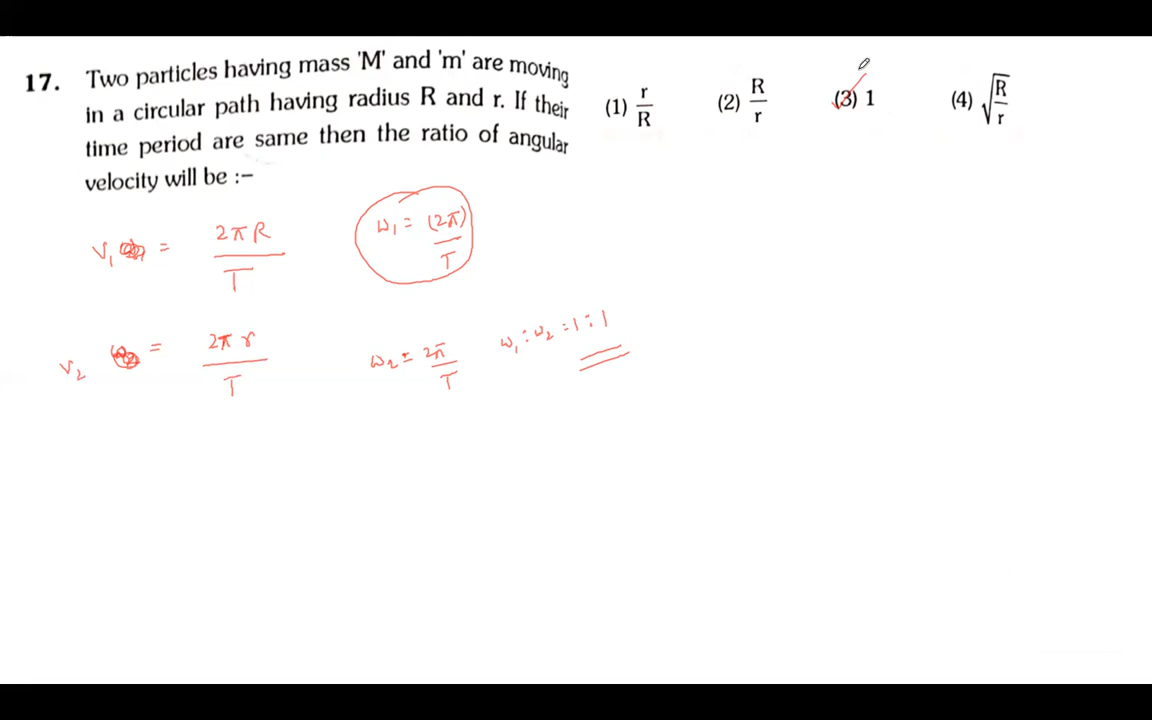 17. Two particles having mass 'M' and 'm' are moving
in a circular path having radius R and r. If their
time period are same then the ratio of angular
velocity will be :–
(1) r/R (2) R/r (3) 1 (4) √(R/r)
V₁ = 2πR/T
ω₁ = (2π)/T
V₂ = 2πr/T
ω₂ = 2π/T
ω₁ : ω₂ = 1 : 1